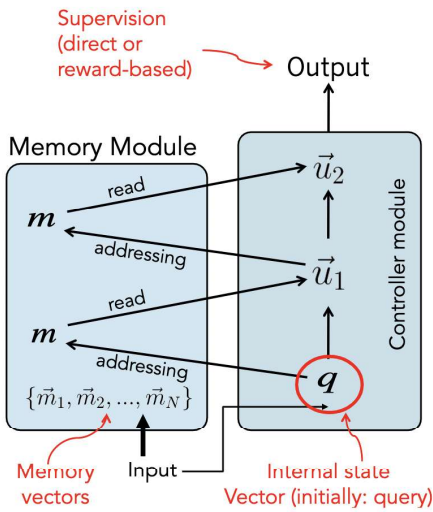 Supervision
(direct or
reward-based)
Output
Memory Module
read
m
addressing
read
m
addressing
{m⃗₁, m⃗₂, ..., m⃗_N}
u⃗₂
u⃗₁
q
Controller module
Memory
vectors
Input
Internal state
Vector (initially: query)